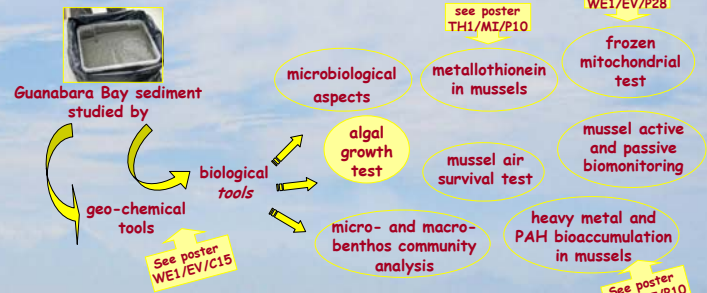 see poster
TH1/MI/P10
WE1/EV/P28
Guanabara Bay sediment
studied by
microbiological
aspects
metallothionein
in mussels
frozen
mitochondrial
test
algal
growth
test
mussel air
survival test
mussel active
and passive
biomonitoring
biological
tools
geo-chemical
tools
See poster
WE1/EV/C15
micro- and macro-
benthos community
analysis
heavy metal and
PAH bioaccumulation
in mussels
See poster